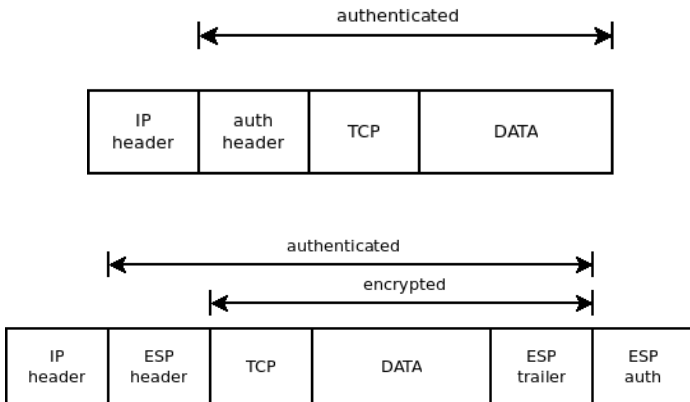 authenticated
IP header
auth header
TCP
DATA
authenticated
encrypted
IP header
ESP header
TCP
DATA
ESP trailer
ESP auth